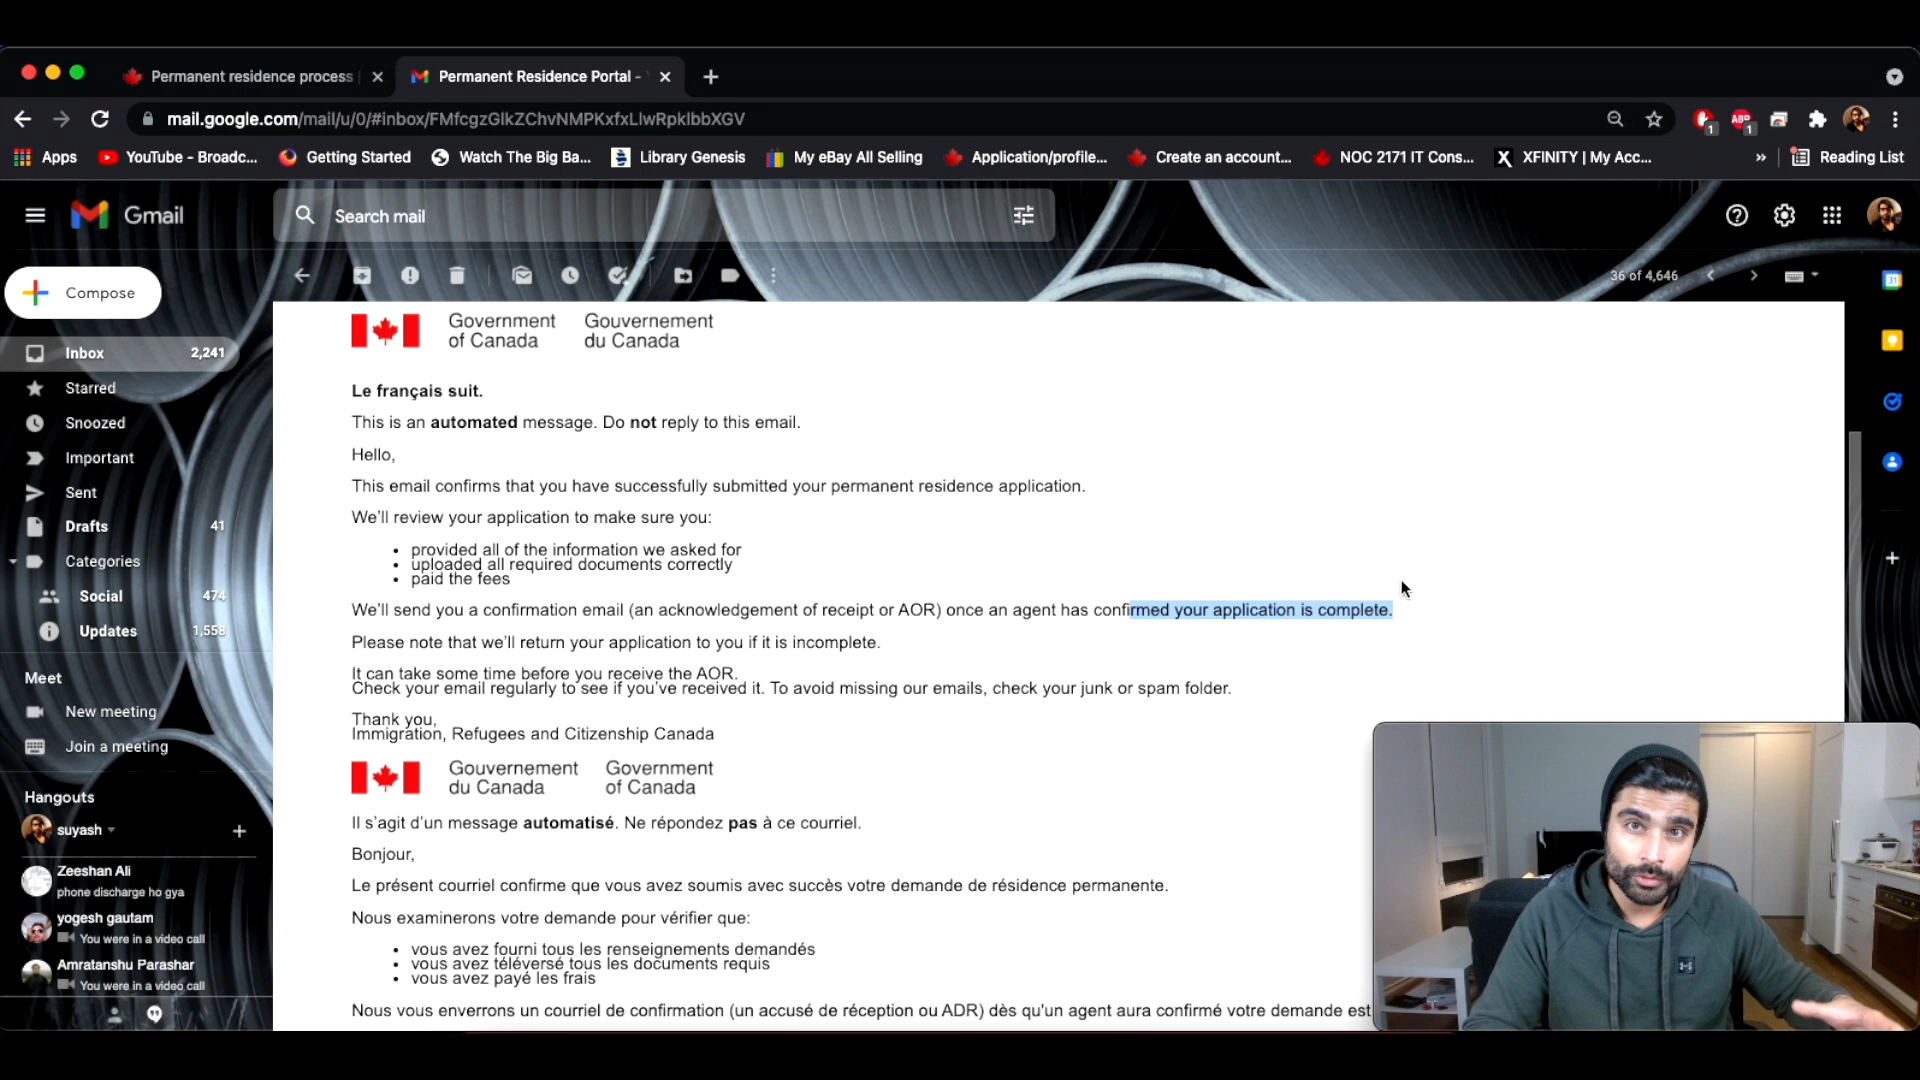 Permanent residence process
Permanent Residence Portal -
mail.google.com/mail/u/0/#inbox/FMfcgzGlkZChvNMPKxfxLlwRpklbbXGV
1
ABP
1
Apps
YouTube - Broadc...
Getting Started
Watch The Big Ba...
Library Genesis
My eBay All Selling
Application/profile...
Create an account...
NOC 2171 IT Cons...
XFINITY | My Acc...
»
Reading List
Gmail
Search mail
36 of 4,646
Compose
Inbox 2,241
Starred
Snoozed
Important
Sent
Drafts 41
Categories
Social 474
Updates 1,558
Meet
New meeting
Join a meeting
Hangouts
suyash
Zeeshan Ali
phone discharge ho gya
yogesh gautam
You were in a video call
Amratanshu Parashar
You were in a video call
31
Government Gouvernement
of Canada du Canada
Le français suit.
This is an automated message. Do not reply to this email.
Hello,
This email confirms that you have successfully submitted your permanent residence application.
We'll review your application to make sure you:
• provided all of the information we asked for
• uploaded all required documents correctly
• paid the fees
We'll send you a confirmation email (an acknowledgement of receipt or AOR) once an agent has confirmed your application is complete.
Please note that we'll return your application to you if it is incomplete.
It can take some time before you receive the AOR.
Check your email regularly to see if you've received it. To avoid missing our emails, check your junk or spam folder.
Thank you,
Immigration, Refugees and Citizenship Canada
Gouvernement Government
du Canada of Canada
Il s'agit d'un message automatisé. Ne répondez pas à ce courriel.
Bonjour,
Le présent courriel confirme que vous avez soumis avec succès votre demande de résidence permanente.
Nous examinerons votre demande pour vérifier que:
• vous avez fourni tous les renseignements demandés
• vous avez téléversé tous les documents requis
• vous avez payé les frais
Nous vous enverrons un courriel de confirmation (un accusé de réception ou ADR) dès qu'un agent aura confirmé votre demande est